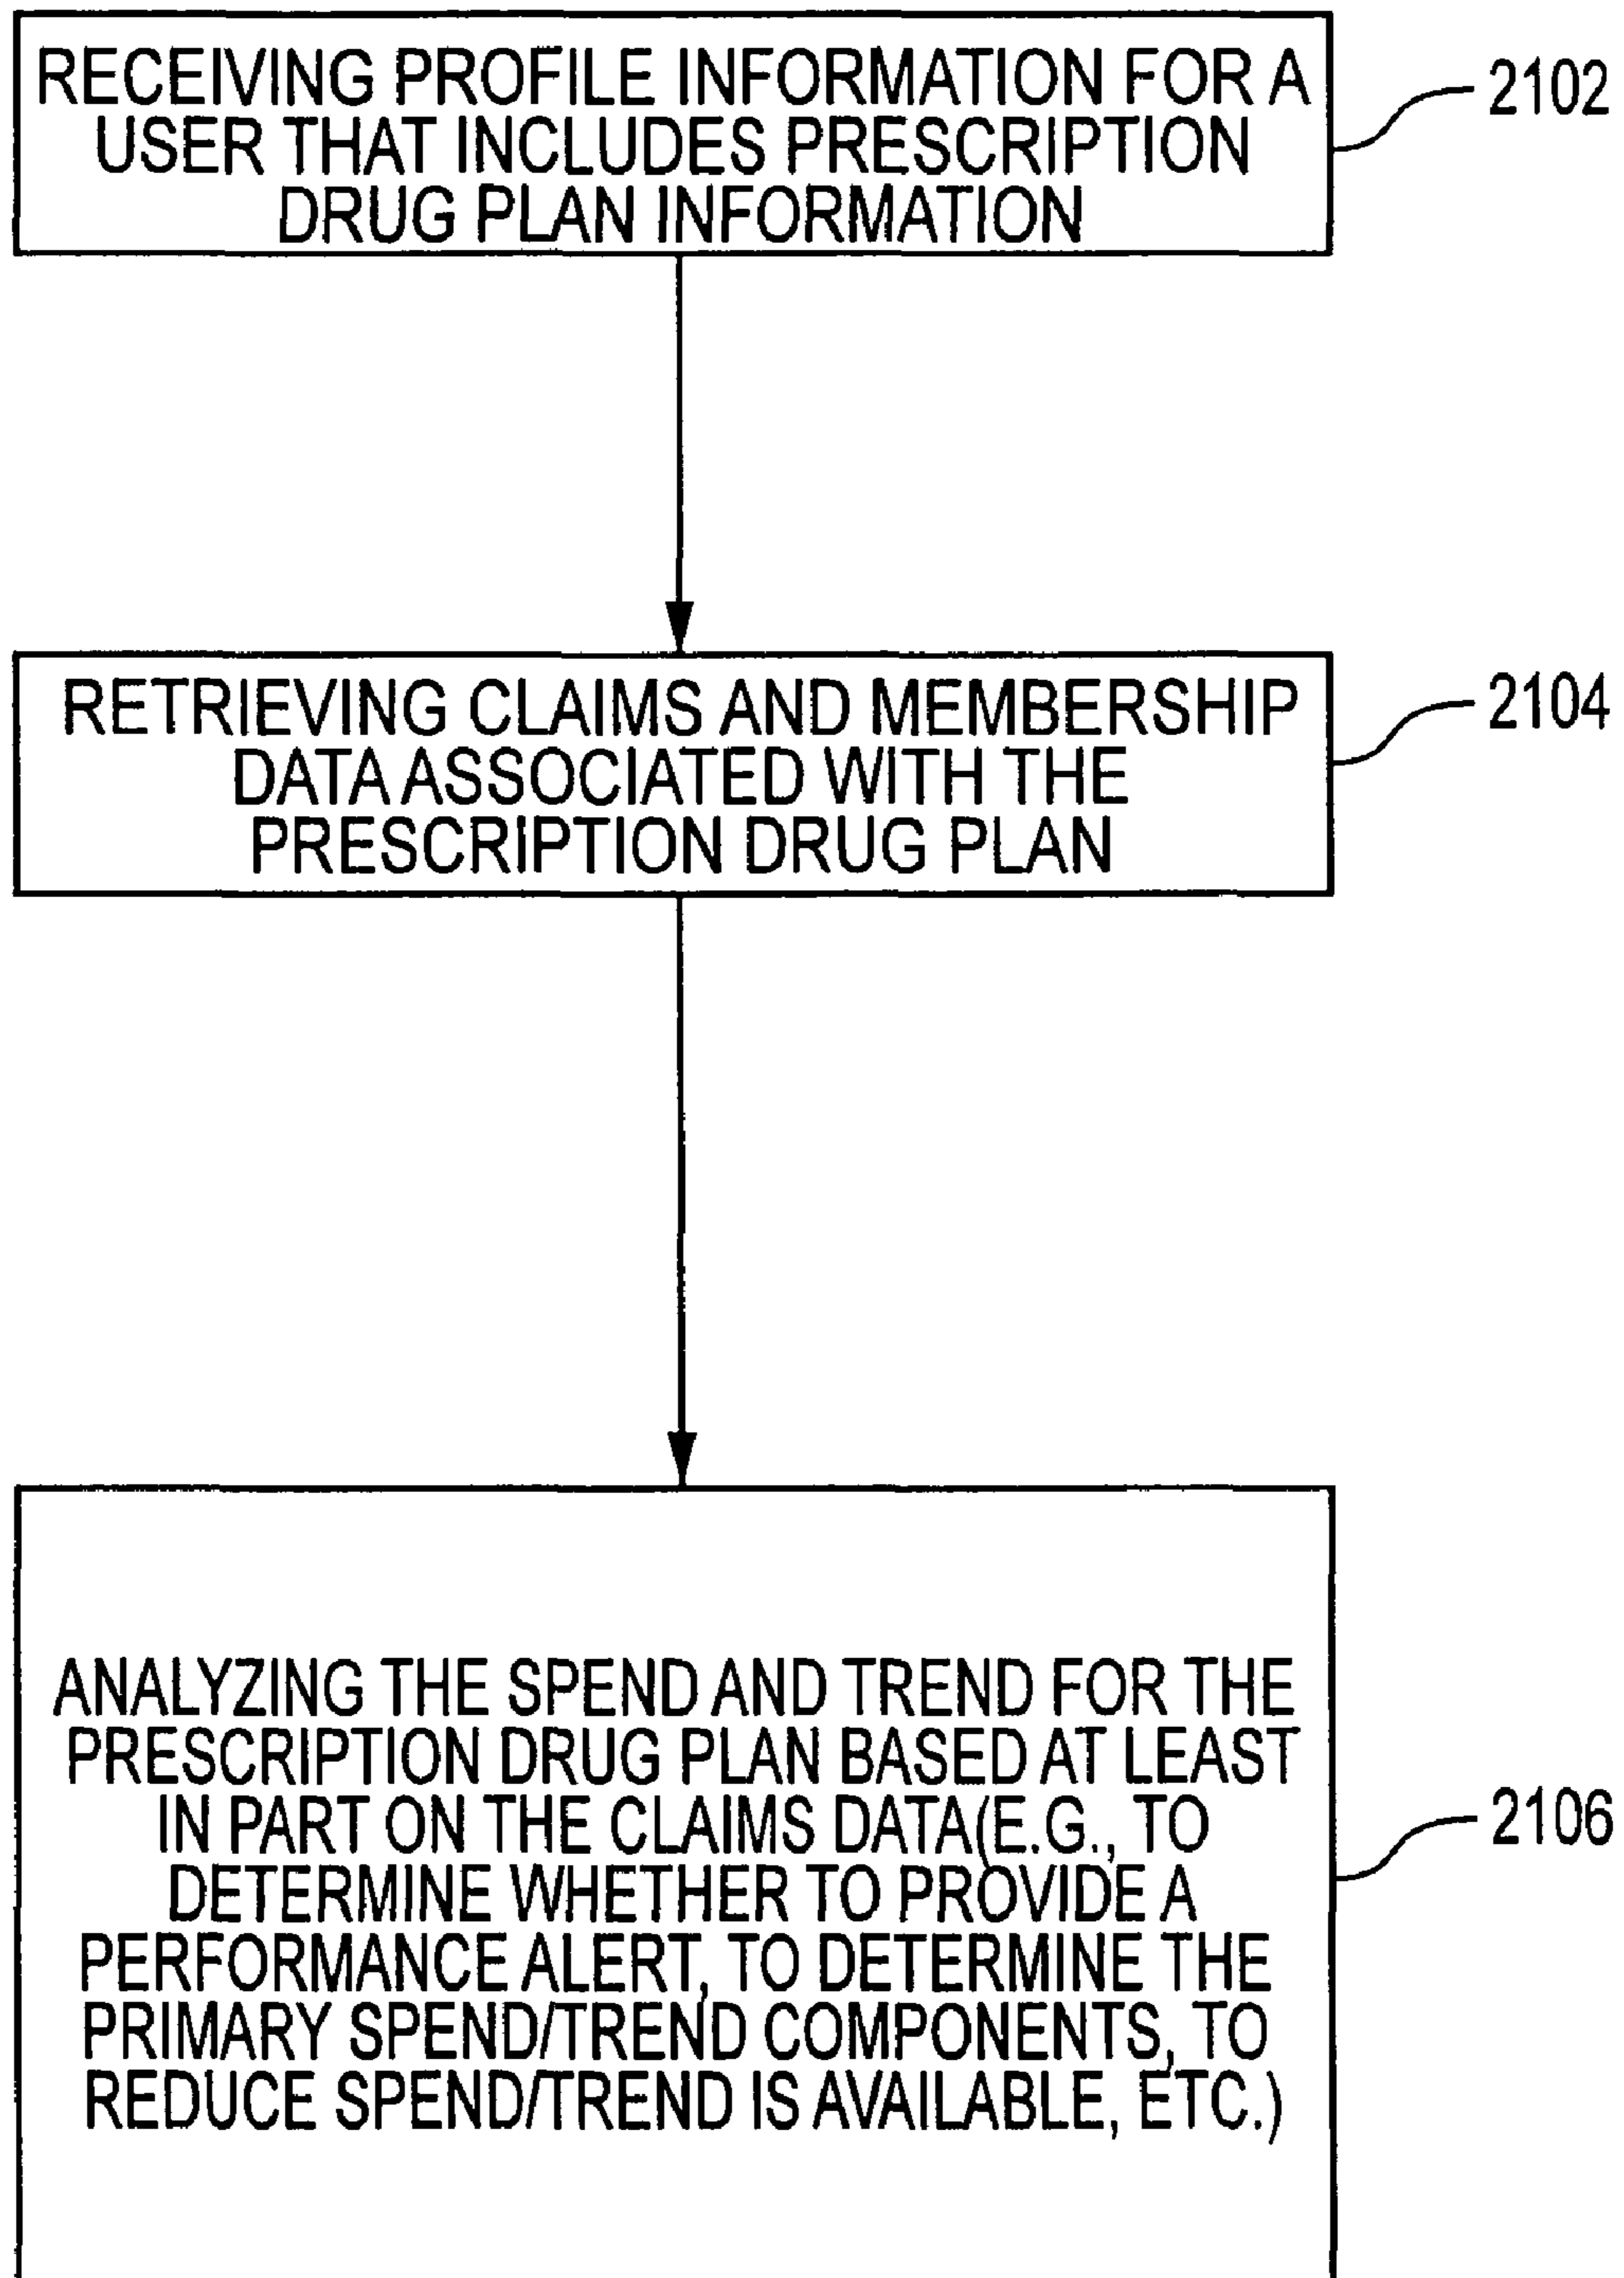 RECEIVING PROFILE INFORMATION FOR A
USER THAT INCLUDES PRESCRIPTION
DRUG PLAN INFORMATION
2102
RETRIEVING CLAIMS AND MEMBERSHIP
DATA ASSOCIATED WITH THE
PRESCRIPTION DRUG PLAN
2104
ANALYZING THE SPEND AND TREND FOR THE
PRESCRIPTION DRUG PLAN BASED AT LEAST
IN PART ON THE CLAIMS DATA(E.G., TO
DETERMINE WHETHER TO PROVIDE A
PERFORMANCE ALERT, TO DETERMINE THE
PRIMARY SPEND/TREND COMPONENTS, TO
REDUCE SPEND/TREND IS AVAILABLE, ETC.)
2106